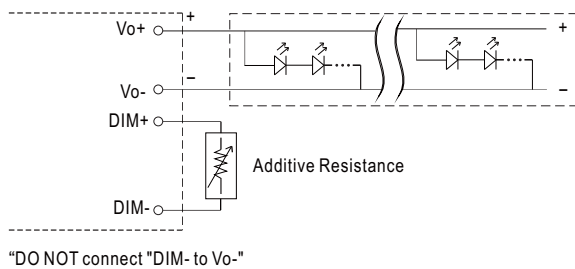 Vo+ + +
Vo- – –
DIM+
Additive Resistance
DIM-
“DO NOT connect "DIM- to Vo-"